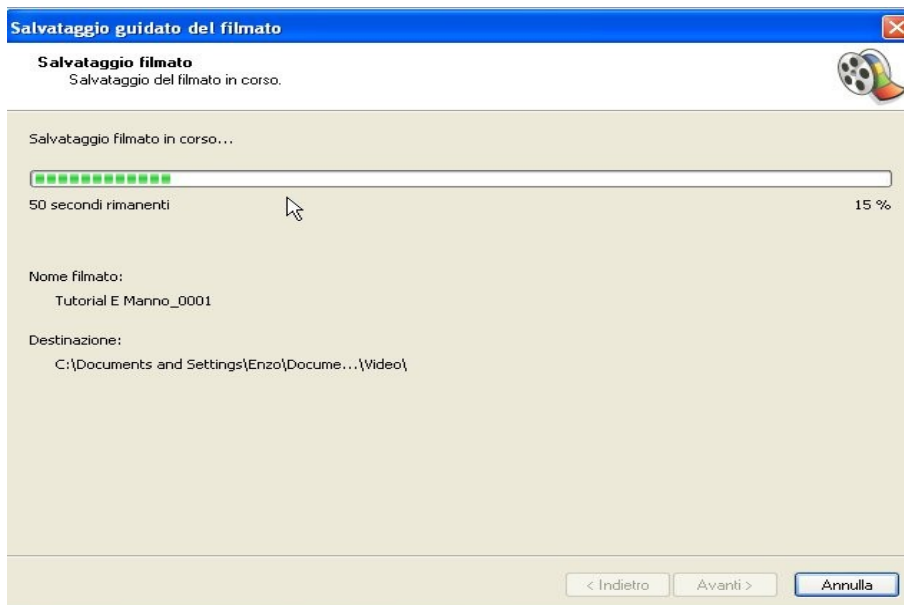 Salvataggio guidato del filmato
Salvataggio filmato
Salvataggio del filmato in corso.
Salvataggio filmato in corso...
50 secondi rimanenti
15 %
Nome filmato:
Tutorial E Manno_0001
Destinazione:
C:\Documents and Settings\Enzo\Docume...\Video\
< Indietro
Avanti >
Annulla